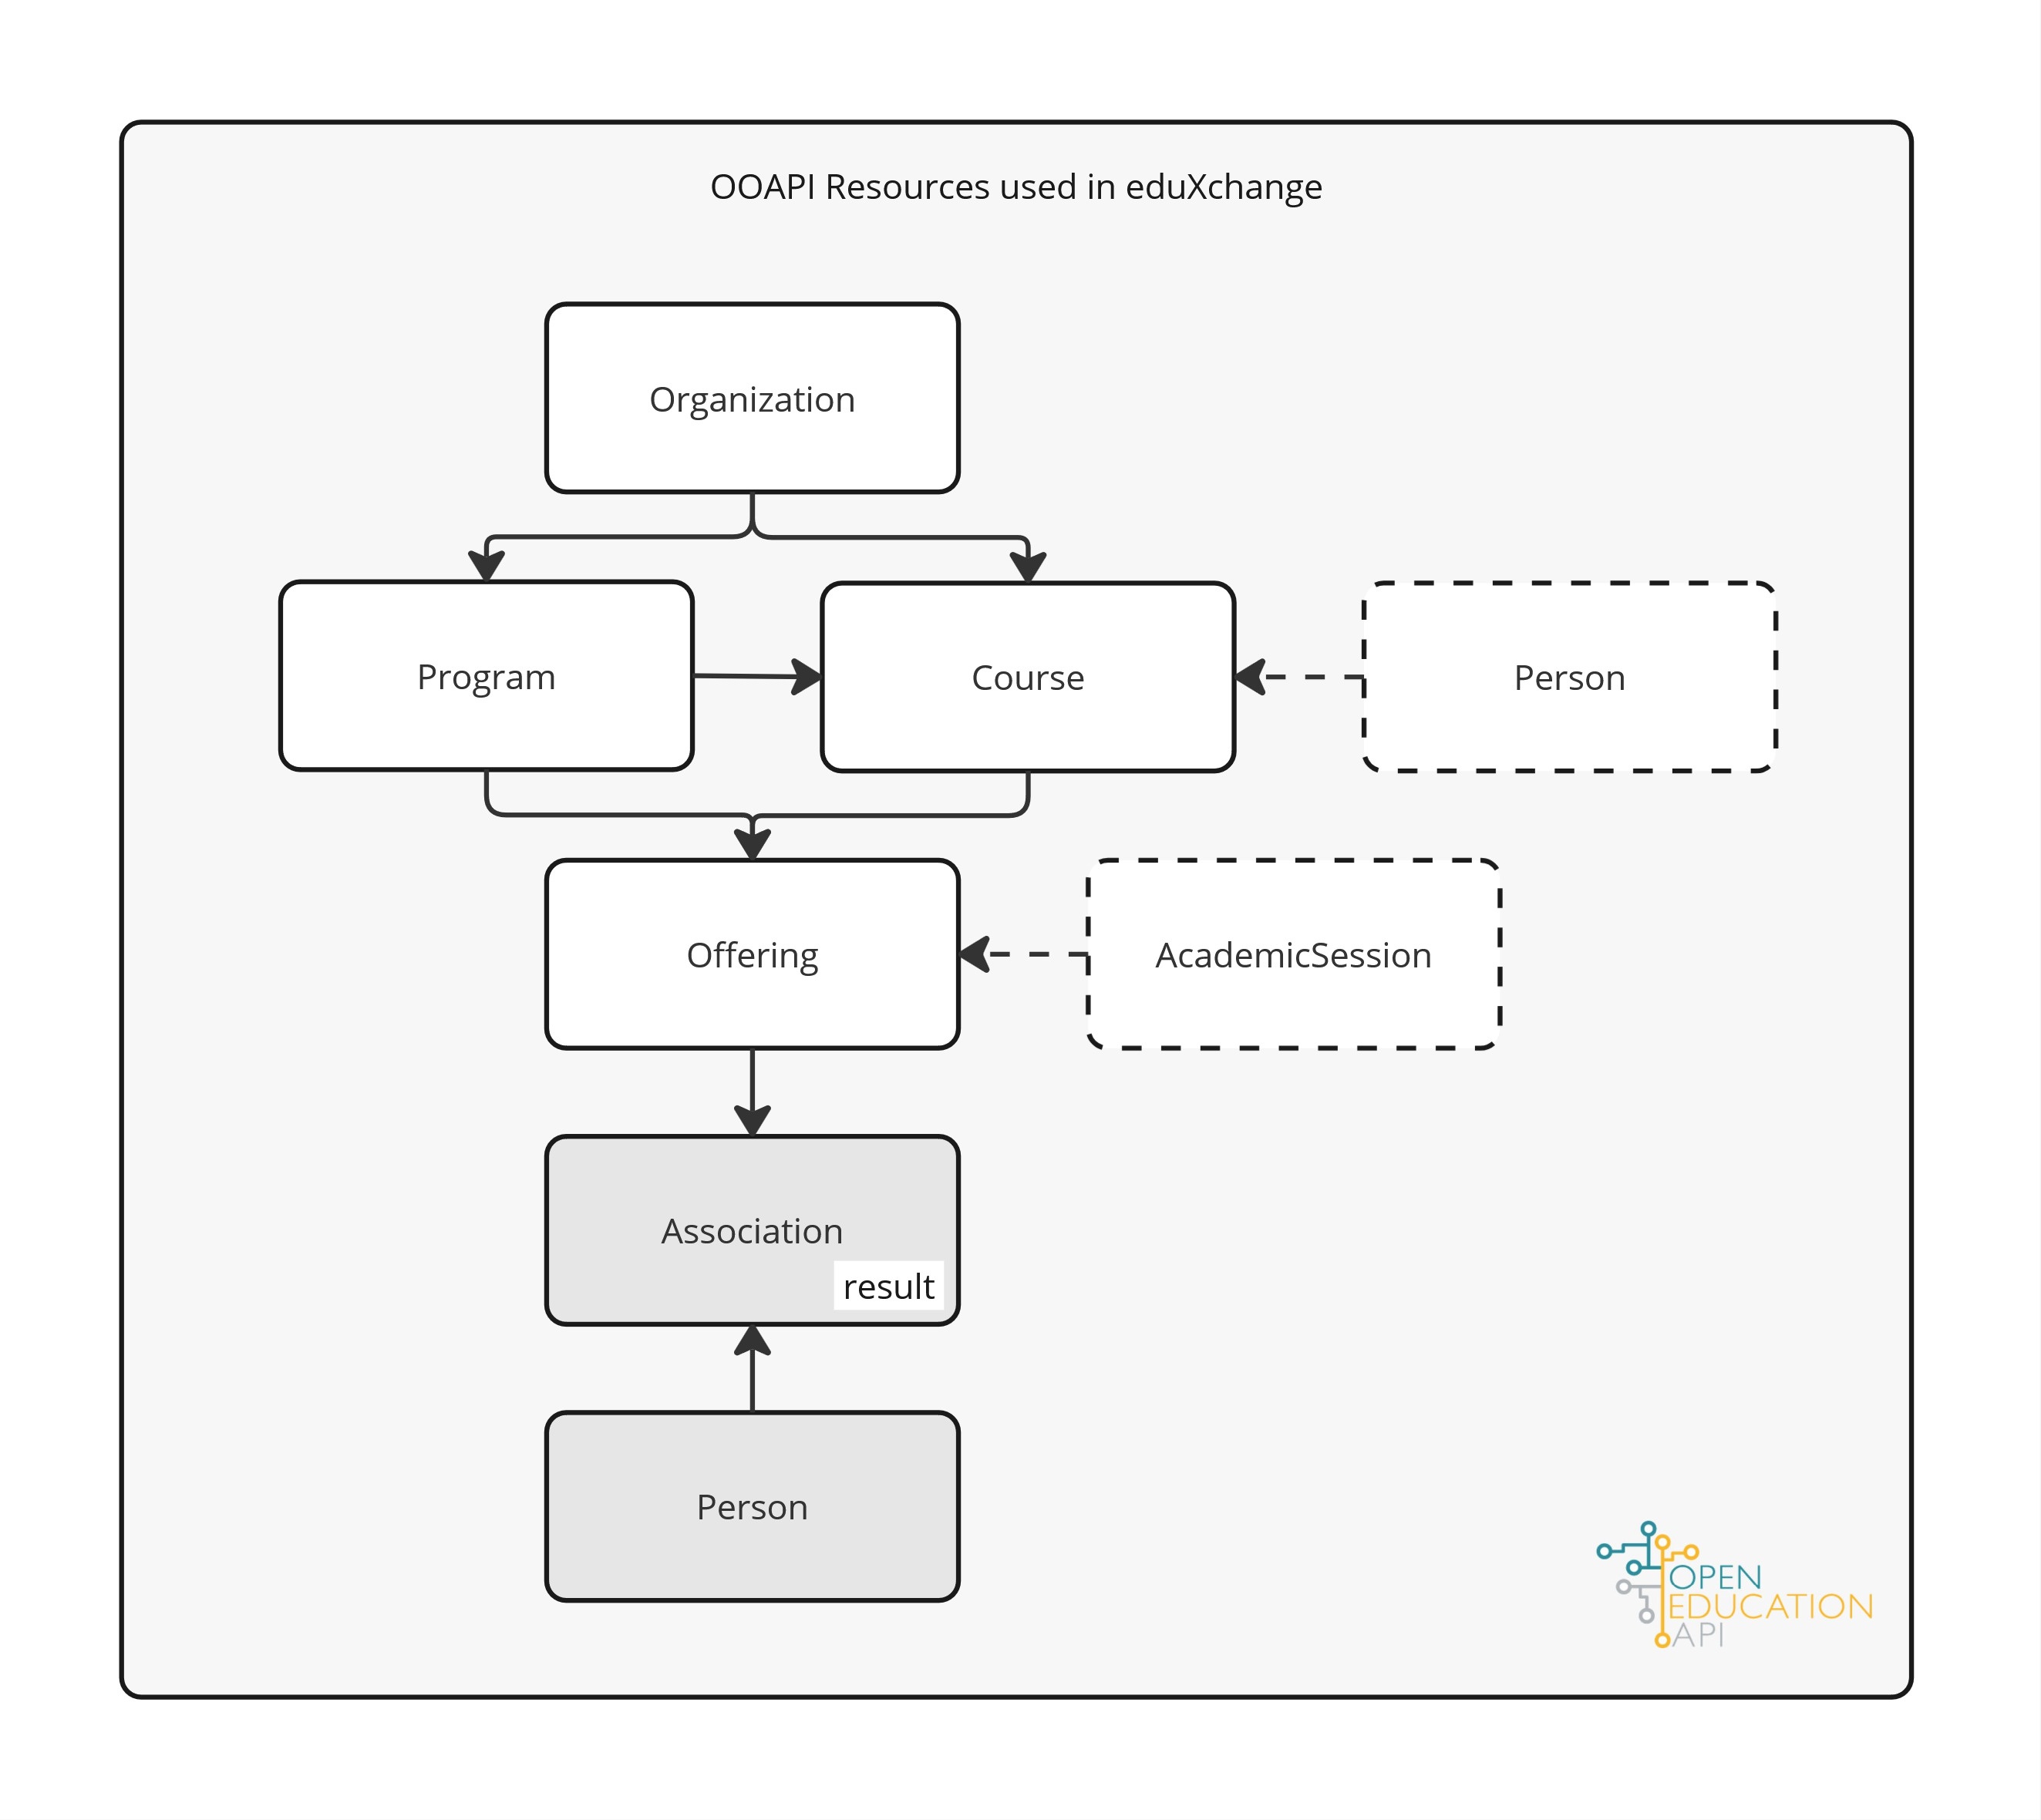 OOAPI Resources used in eduXchange
Organization
Program
Course
Person
Offering
AcademicSession
Association
result
Person
OPEN
EDUCATION
API